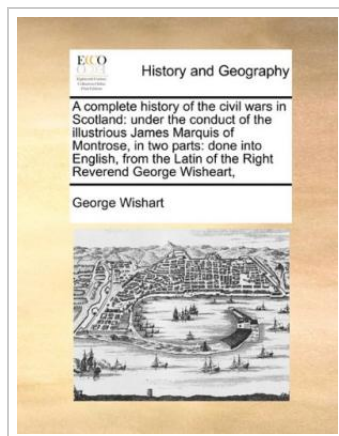 ECCO
History and Geography
A complete history of the civil wars in
Scotland: under the conduct of the
illustrious James Marquis of
Montrose, in two parts: done into
English, from the Latin of the Right
Reverend George Wisheart,
George Wishart